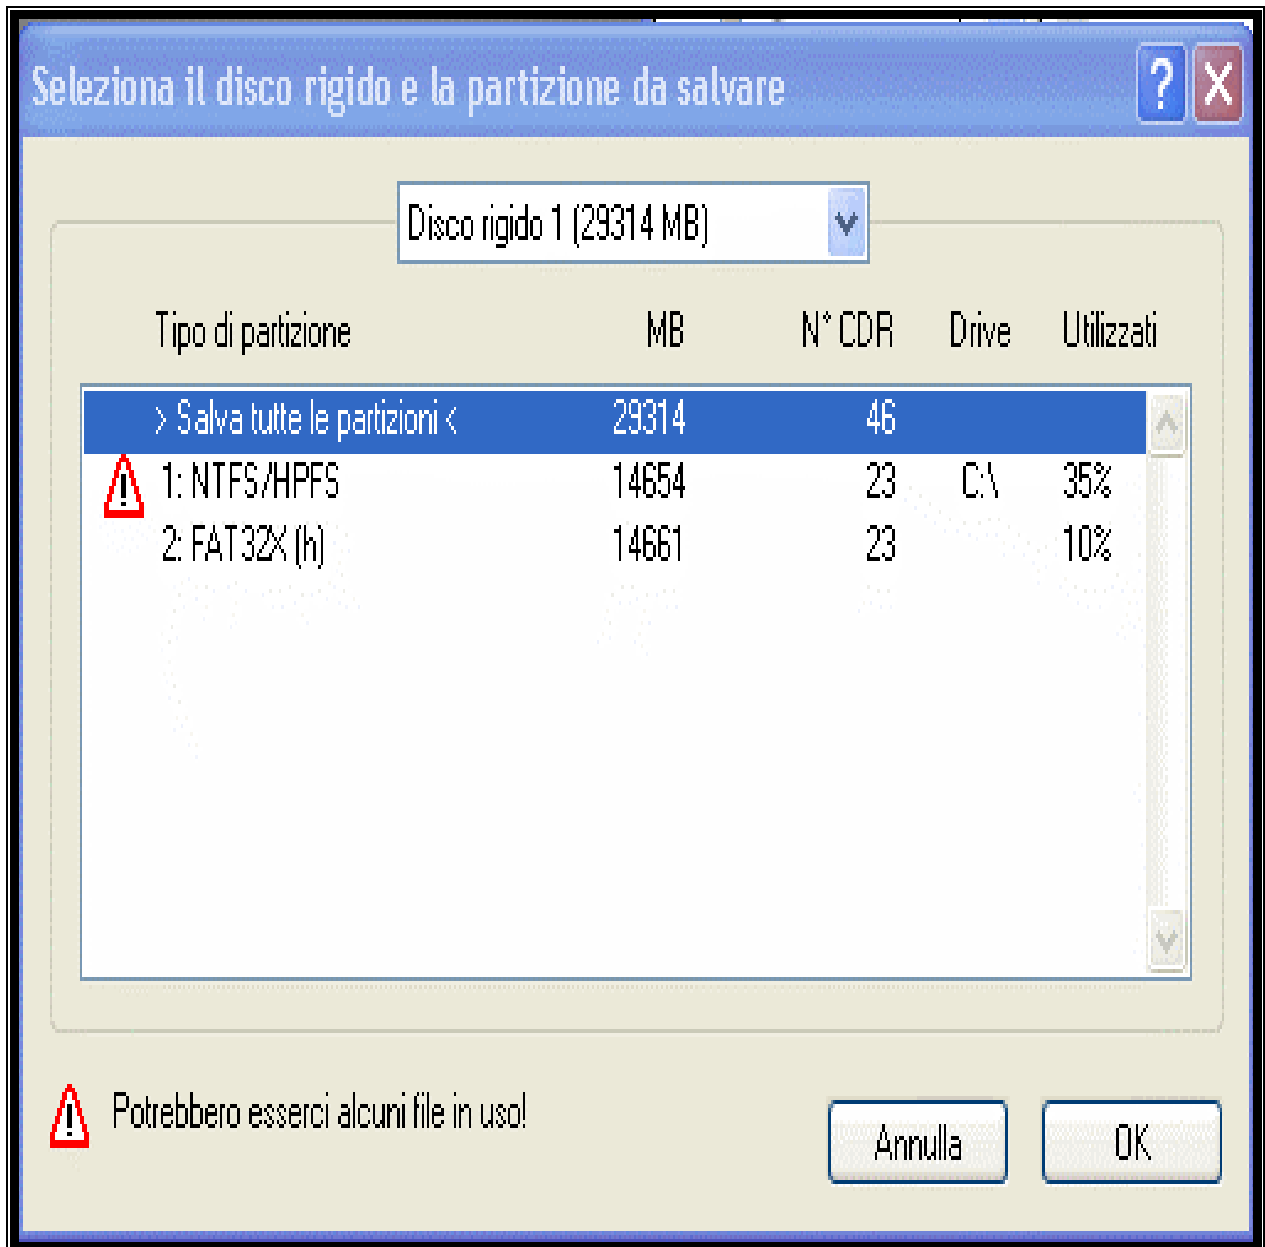 Seleziona il disco rigido e la partizione da salvare
Disco rigido 1 (29314 MB)
Tipo di partizione MB N° CDR Drive Utilizzati
> Salva tutte le partizioni < 29314 46
1: NTFS/HPFS 14654 23 C:\ 35%
2: FAT32X (h) 14661 23 10%
Potrebbero esserci alcuni file in uso!
Annulla OK